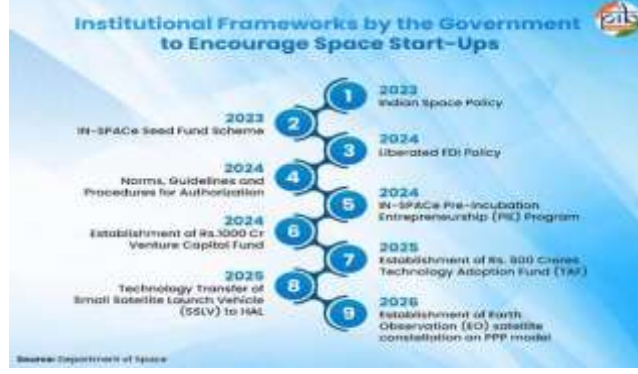 Institutional Frameworks by the Government
to Encourage Space Start-Ups
pib
1
2023
Indian Space Policy
2
2023
IN-SPACe Seed Fund Scheme
3
2024
Liberated FDI Policy
4
2024
Norms, Guidelines and
Procedures for Authorization
5
2024
IN-SPACe Pre-Incubation
Entrepreneurship (PIE) Program
6
2024
Establishment of Rs.1000 Cr
Venture Capital Fund
7
2025
Establishment of Rs. 500 Crores
Technology Adoption Fund (TAF)
8
2025
Technology Transfer of
Small Satellite Launch Vehicle
(SSLV) to HAL
9
2026
Establishment of Earth
Observation (EO) satellite
constellation on PPP model
Source: Department of Space